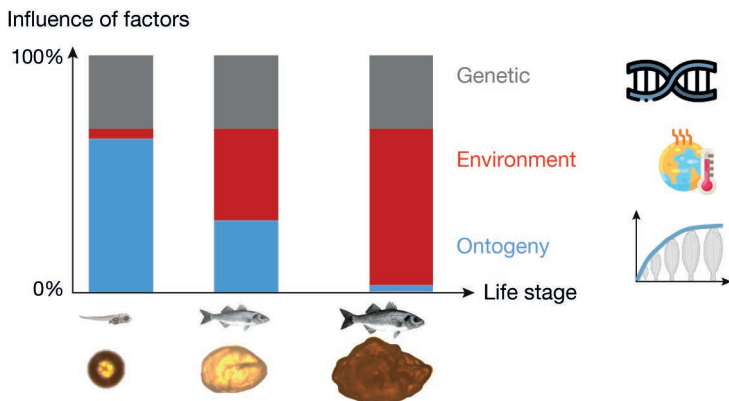 Influence of factors
100%
Genetic
Environment
Ontogeny
0%
Life stage